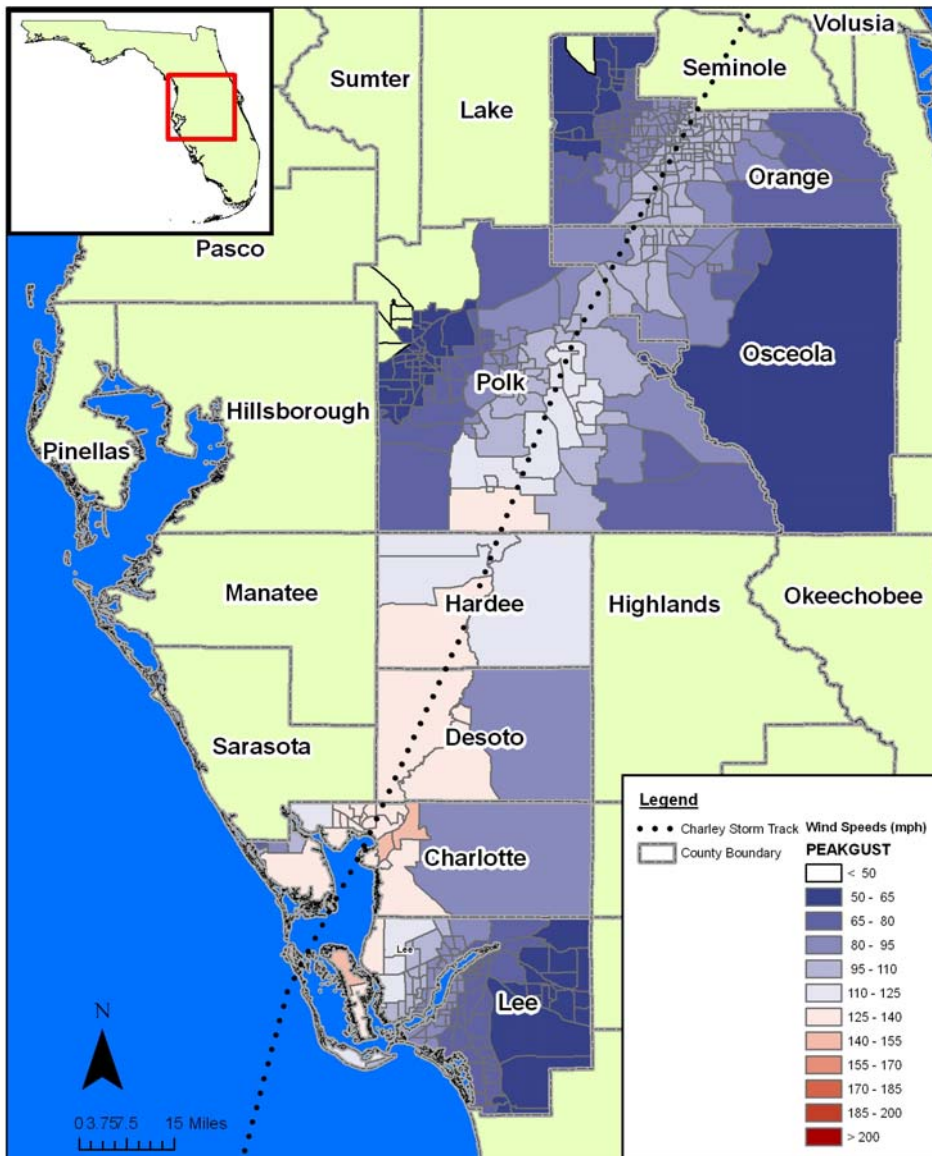 Volusia
Seminole
Sumter
Lake
Orange
Pasco
Osceola
Polk
Hillsborough
Pinellas
Manatee
Hardee
Highlands
Okeechobee
Sarasota
Desoto
Charlotte
Lee
Lee
N
0 3.75 7.5 15 Miles
Legend
Charley Storm Track
County Boundary
Wind Speeds (mph)
PEAKGUST
< 50
50 - 65
65 - 80
80 - 95
95 - 110
110 - 125
125 - 140
140 - 155
155 - 170
170 - 185
185 - 200
> 200